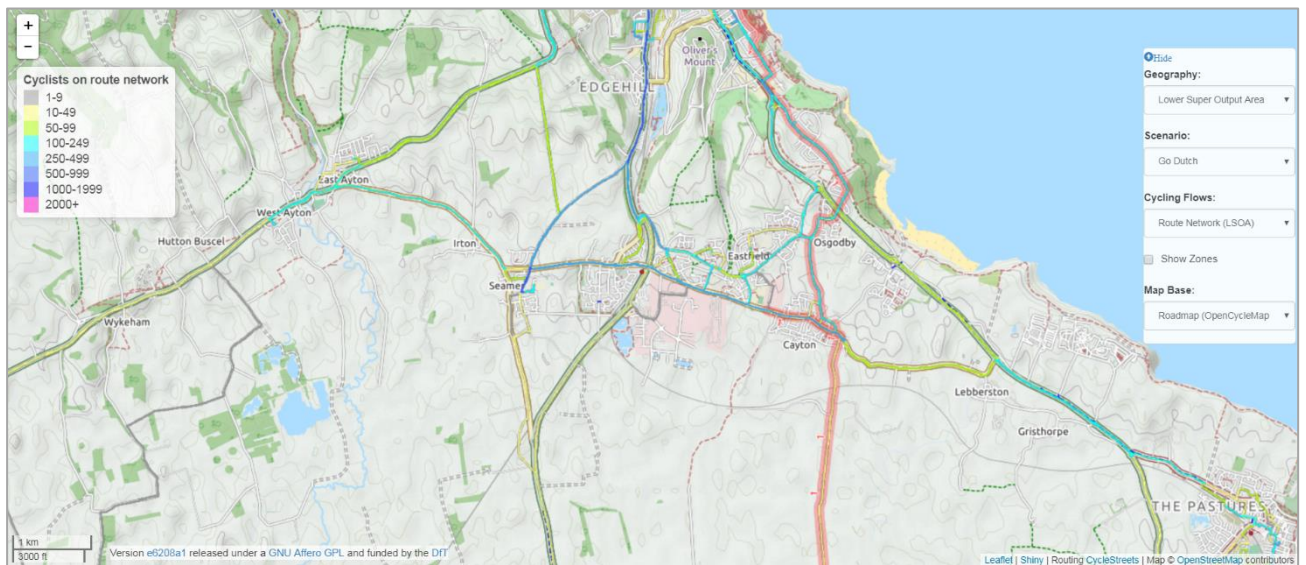 +
−
Cyclists on route network
1-9
10-49
50-99
100-249
250-499
500-999
1000-1999
2000+
Hide
Geography:
Lower Super Output Area
Scenario:
Go Dutch
Cycling Flows:
Route Network (LSOA)
Show Zones
Map Base:
Roadmap (OpenCycleMap
Oliver's
Mount
EDGEHILL
East Ayton
West Ayton
Hutton Buscel
Irton
Osgodby
Eastfield
Seamer
Wykeham
Cayton
Lebberston
Gristhorpe
THE PASTURES
1 km
3000 ft
Version e6208a1 released under a GNU Affero GPL and funded by the DfT
Leaflet | Shiny | Routing CycleStreets | Map © OpenStreetMap contributors